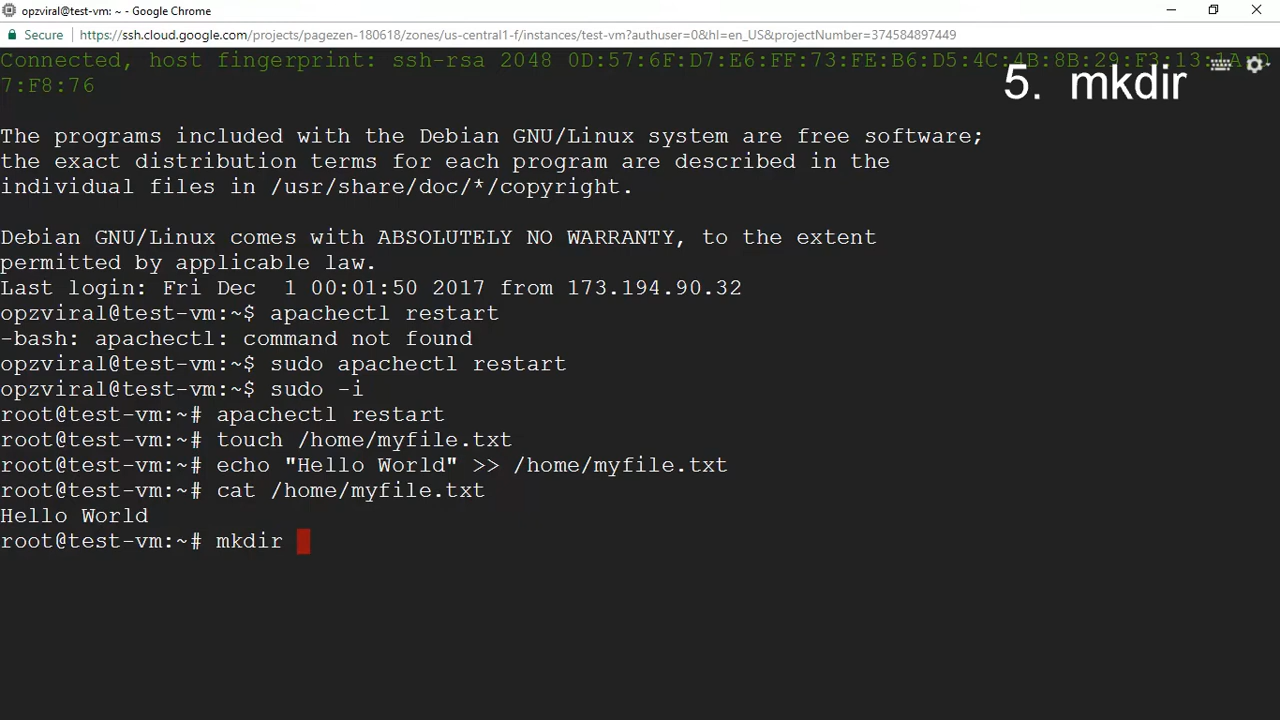 opzviral@test-vm: ~ - Google Chrome
Secure https://ssh.cloud.google.com/projects/pagezen-180618/zones/us-central1-f/instances/test-vm?authuser=0&hl=en_US&projectNumber=374584897449
Connected, host fingerprint: ssh-rsa 2048 0D:57:6F:D7:E6:FF:73:FE:B6:D5:4C:4B:8B:29:F3:13:1A:D
7:F8:76
5. mkdir
The programs included with the Debian GNU/Linux system are free software;
the exact distribution terms for each program are described in the
individual files in /usr/share/doc/*/copyright.
Debian GNU/Linux comes with ABSOLUTELY NO WARRANTY, to the extent
permitted by applicable law.
Last login: Fri Dec  1 00:01:50 2017 from 173.194.90.32
opzviral@test-vm:~$ apachectl restart
-bash: apachectl: command not found
opzviral@test-vm:~$ sudo apachectl restart
opzviral@test-vm:~$ sudo -i
root@test-vm:~# apachectl restart
root@test-vm:~# touch /home/myfile.txt
root@test-vm:~# echo "Hello World" >> /home/myfile.txt
root@test-vm:~# cat /home/myfile.txt
Hello World
root@test-vm:~# mkdir